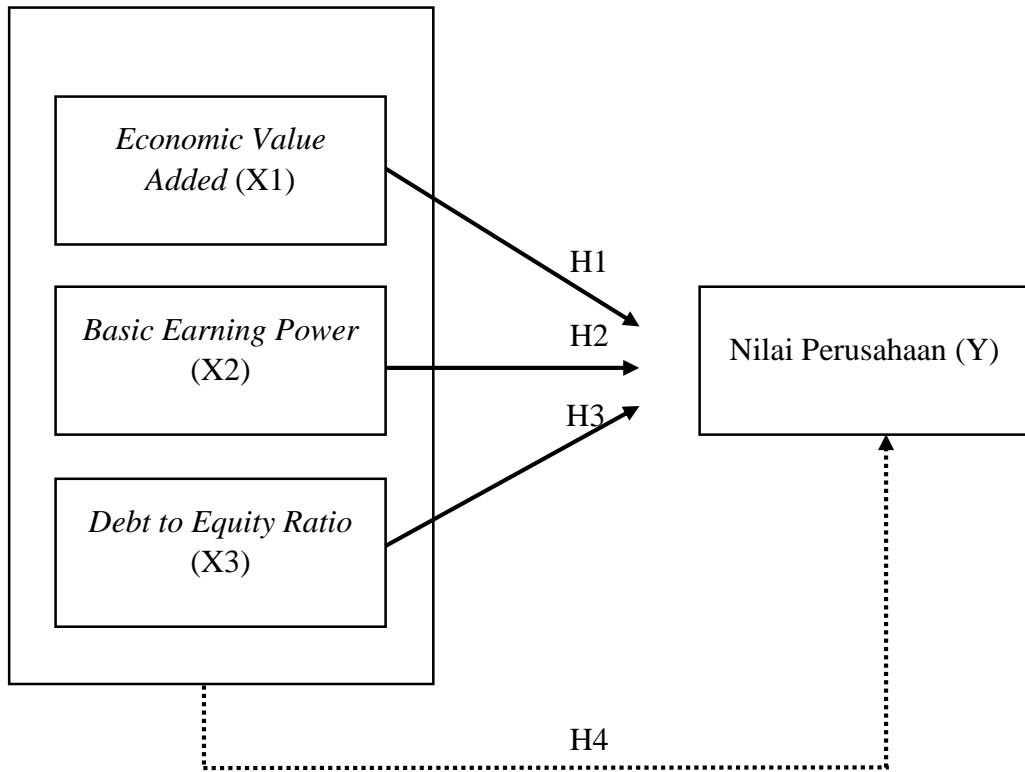 Economic Value
Added (X1)
H1
Basic Earning Power
(X2)
H2
Nilai Perusahaan (Y)
H3
Debt to Equity Ratio
(X3)
H4